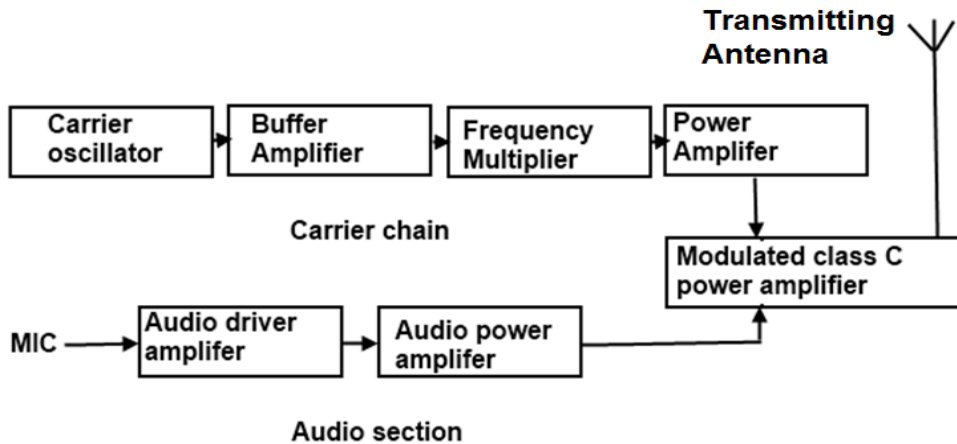 Transmitting
Antenna
Carrier
oscillator
Buffer
Amplifier
Frequency
Multiplier
Power
Amplifer
Carrier chain
Modulated class C
power amplifier
MIC
Audio driver
amplifer
Audio power
amplifer
Audio section